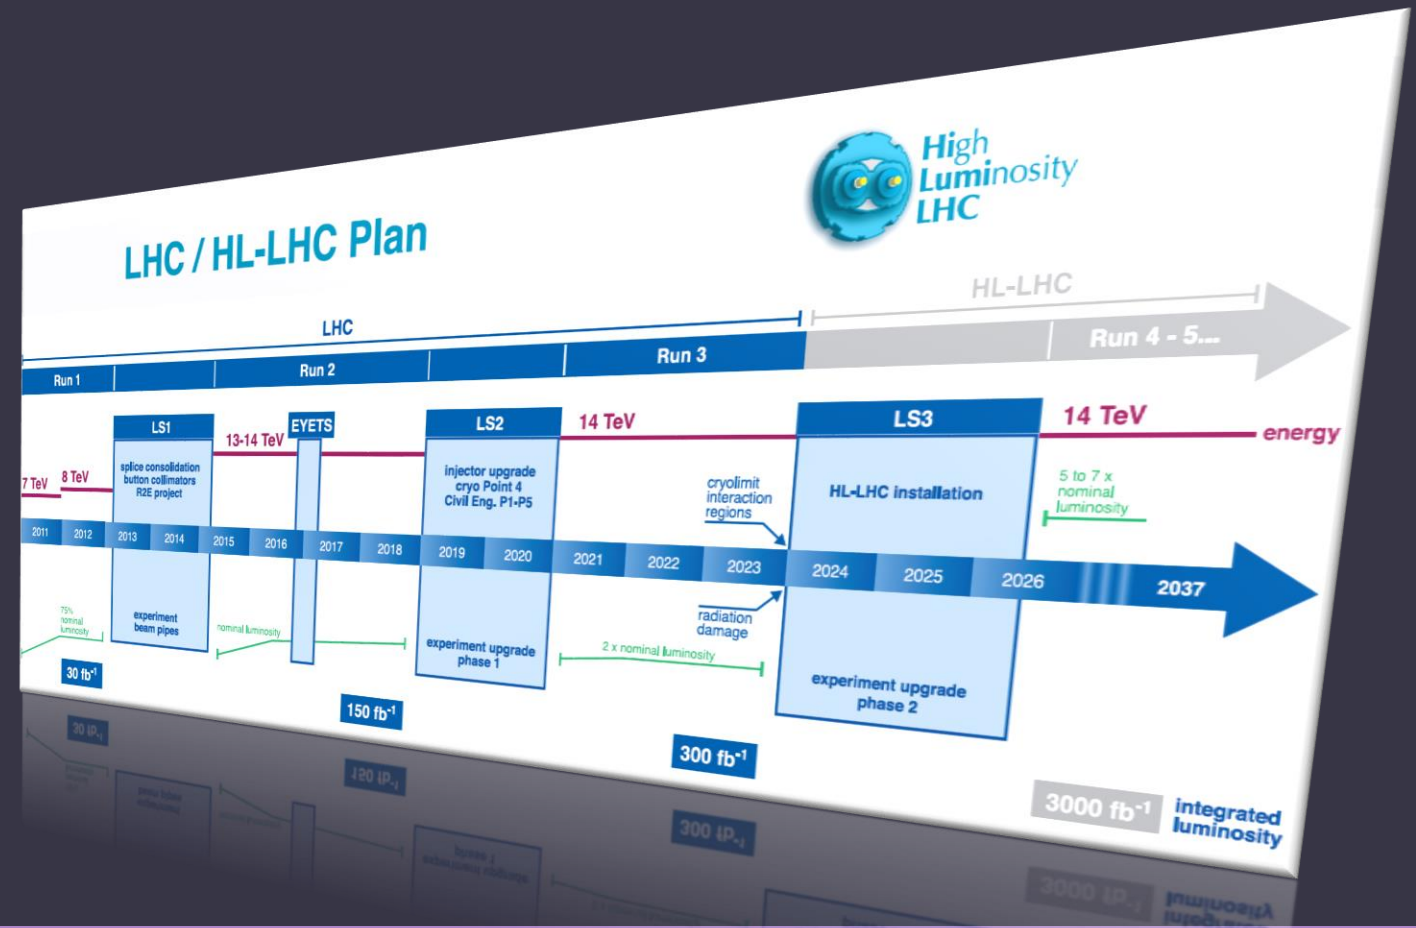 High
Luminosity
LHC
LHC / HL-LHC Plan
HL-LHC
LHC
Run 1
Run 2
Run 3
Run 4 - 5...
LS1
EYETS
LS2
LS3
7 TeV
8 TeV
13-14 TeV
14 TeV
14 TeV
energy
splice consolidation
button collimators
R2E project
injector upgrade
cryo Point 4
Civil Eng. P1-P5
cryolimit
interaction
regions
HL-LHC installation
5 to 7 x
nominal
luminosity
2011
2012
2013
2014
2015
2016
2017
2018
2019
2020
2021
2022
2023
2024
2025
2026
2037
75%
nominal
luminosity
experiment
beam pipes
nominal luminosity
experiment upgrade
phase 1
2 x nominal luminosity
radiation
damage
experiment upgrade
phase 2
30 fb⁻¹
150 fb⁻¹
300 fb⁻¹
3000 fb⁻¹
integrated
luminosity